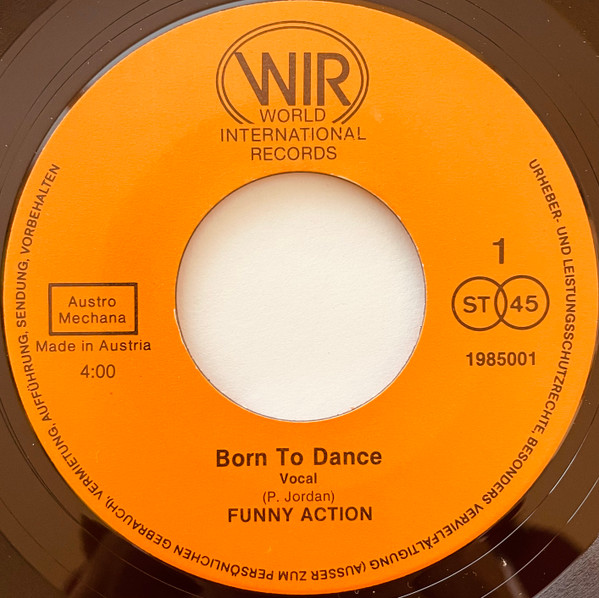 WIR
WORLD
INTERNATIONAL
RECORDS
1
ST 45
1985001
Austro
Mechana
Made in Austria
4:00
Born To Dance
Vocal
(P. Jordan)
FUNNY ACTION
URHEBER- UND LEISTUNGSSCHUTZRECHTE, BESONDERS VERVIELFÄLTIGUNG (AUSSER ZUM PERSÖNLICHEN GEBRAUCH), VERMIETUNG, AUFFÜHRUNG, SENDUNG, VORBEHALTEN